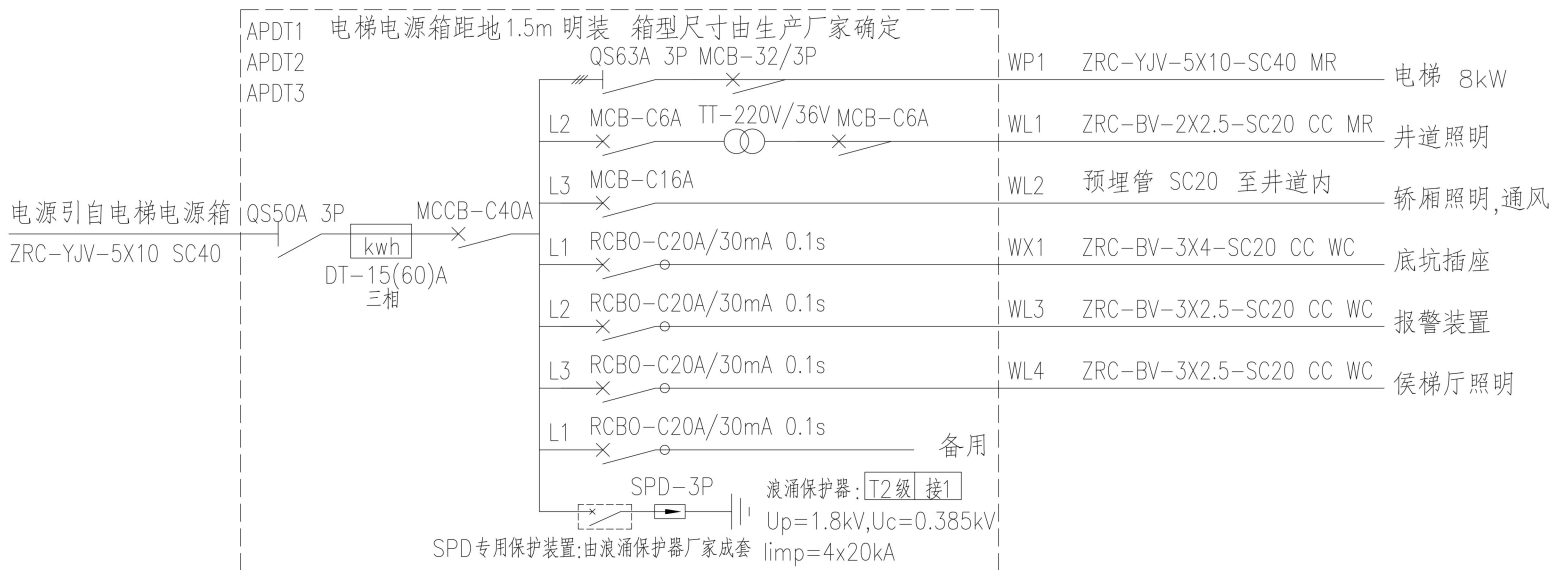 APDT1 电梯电源箱距地1.5m 明装 箱型尺寸由生产厂家确定
APDT2
APDT3
QS63A 3P MCB-32/3P WP1 ZRC-YJV-5X10-SC40 MR 电梯 8kW
L2 MCB-C6A TT-220V/36V MCB-C6A WL1 ZRC-BV-2X2.5-SC20 CC MR 井道照明
L3 MCB-C16A WL2 预埋管 SC20 至井道内 轿厢照明,通风
电源引自电梯电源箱 QS50A 3P MCCB-C40A
ZRC-YJV-5X10 SC40
kwh
DT-15(60)A
三相
L1 RCBO-C20A/30mA 0.1s WX1 ZRC-BV-3X4-SC20 CC WC 底坑插座
L2 RCBO-C20A/30mA 0.1s WL3 ZRC-BV-3X2.5-SC20 CC WC 报警装置
L3 RCBO-C20A/30mA 0.1s WL4 ZRC-BV-3X2.5-SC20 CC WC 侯梯厅照明
L1 RCBO-C20A/30mA 0.1s 备用
SPD-3P 浪涌保护器: T2级 接1
Up=1.8kV,Uc=0.385kV
SPD专用保护装置:由浪涌保护器厂家成套 Iimp=4x20kA